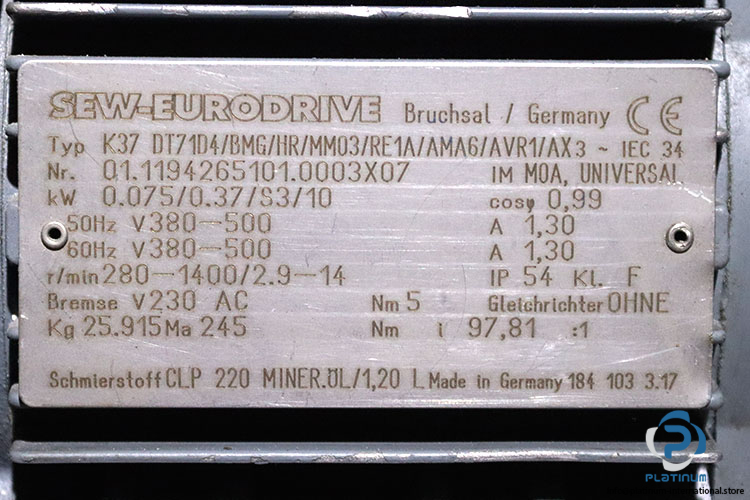 SEW-EURODRIVE Bruchsal / Germany CE
Typ K37 DT71D4/BMG/HR/MM03/RE1A/AMA6/AVR1/AX3 ~ IEC 34
Nr. 01.1194265101.0003X07 IM M0A, UNIVERSAL
kW 0.075/0.37/S3/10 cosφ 0,99
50Hz V380-500 A 1,30
60Hz V380-500 A 1,30
r/min 280-1400/2.9-14 IP 54 Kl. F
Bremse V230 AC Nm 5 Gleichrichter OHNE
Kg 25.915 Ma 245 Nm i 97,81 :1
Schmierstoff CLP 220 MINER.ÖL/1,20 L Made in Germany 184 103 3.17
PLATINUM